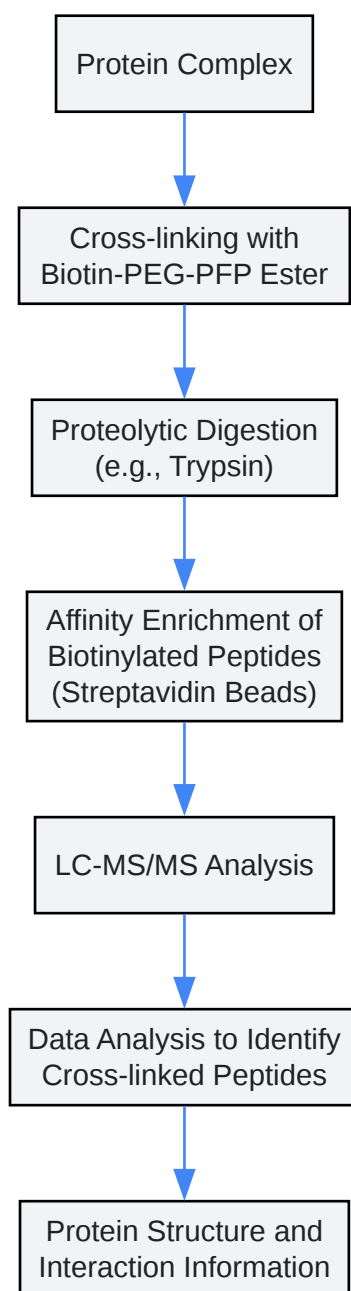 Protein Complex
Cross-linking with
Biotin-PEG-PFP Ester
Proteolytic Digestion
(e.g., Trypsin)
Affinity Enrichment of
Biotinylated Peptides
(Streptavidin Beads)
LC-MS/MS Analysis
Data Analysis to Identify
Cross-linked Peptides
Protein Structure and
Interaction Information